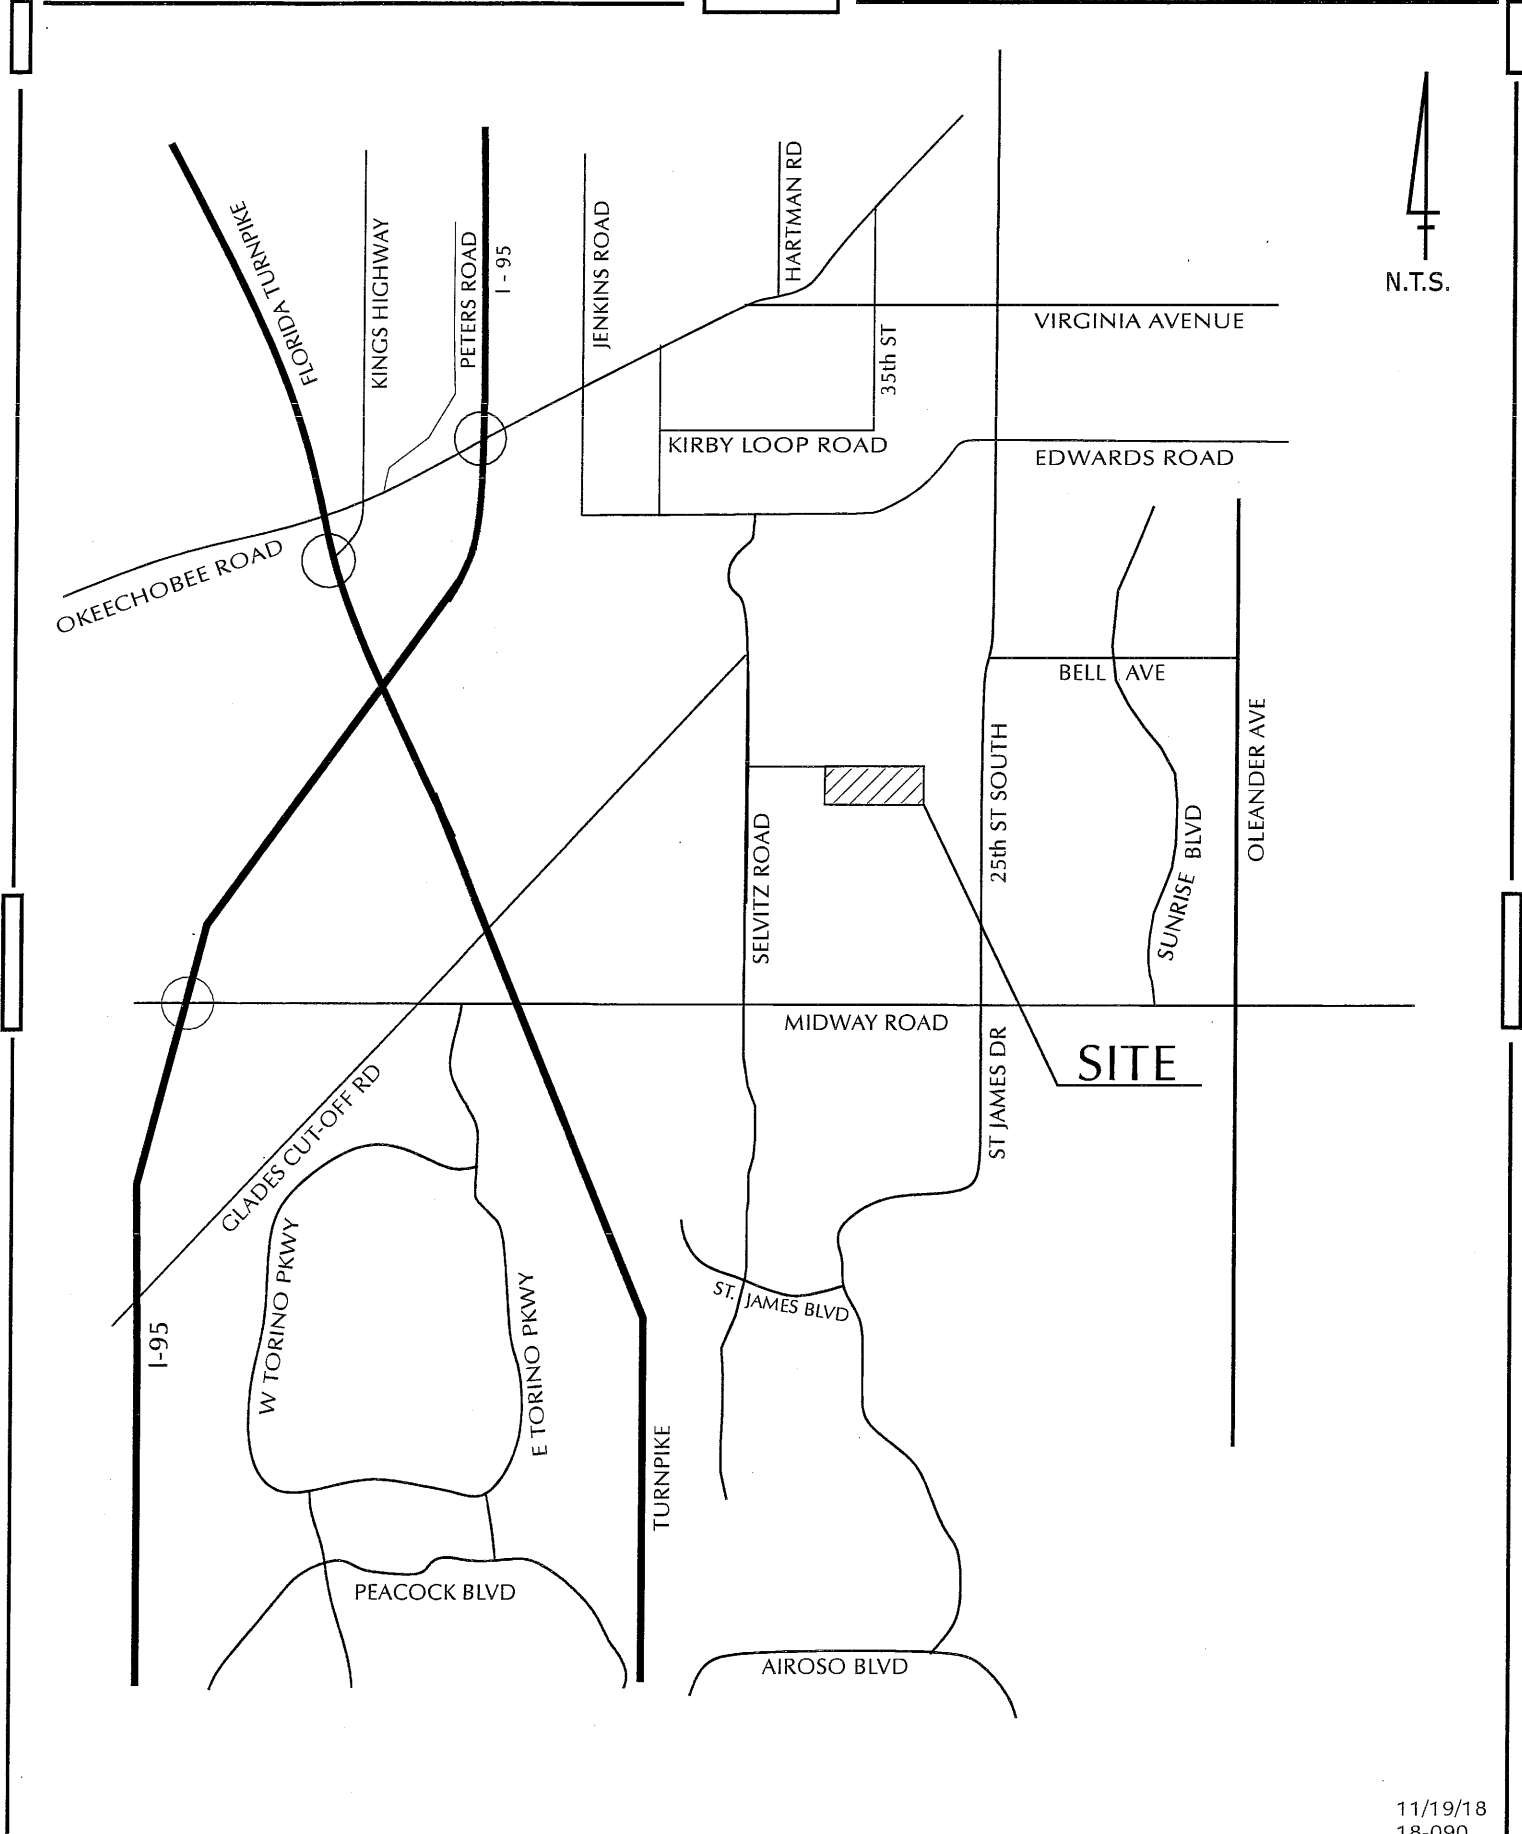 FLORIDA TURNPIKE
KINGS HIGHWAY
PETERS ROAD
I - 95
JENKINS ROAD
HARTMAN RD
N.T.S.
VIRGINIA AVENUE
35th ST
KIRBY LOOP ROAD
EDWARDS ROAD
OKEECHOBEE ROAD
BELL AVE
OLEANDER AVE
25th ST SOUTH
SELVITZ ROAD
SUNRISE BLVD
MIDWAY ROAD
SITE
ST JAMES DR
GLADES CUT-OFF RD
W TORINO PKWY
E TORINO PKWY
ST. JAMES BLVD
I-95
TURNPIKE
PEACOCK BLVD
AIROSO BLVD
11/19/18
18-090